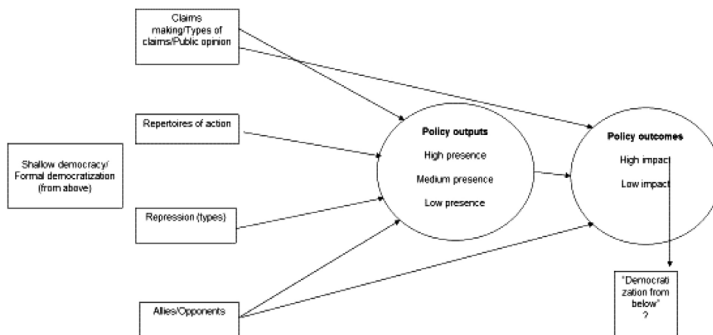 Claims
making/Types of
claims/Public opinion
Repertoires of action
Shallow democracy/
Formal democratization
(from above)
Repression (types)
Allies/Opponents
Policy outputs
High presence
Medium presence
Low presence
Policy outcomes
High impact
Low impact
"Democrati
zation from
below"
?